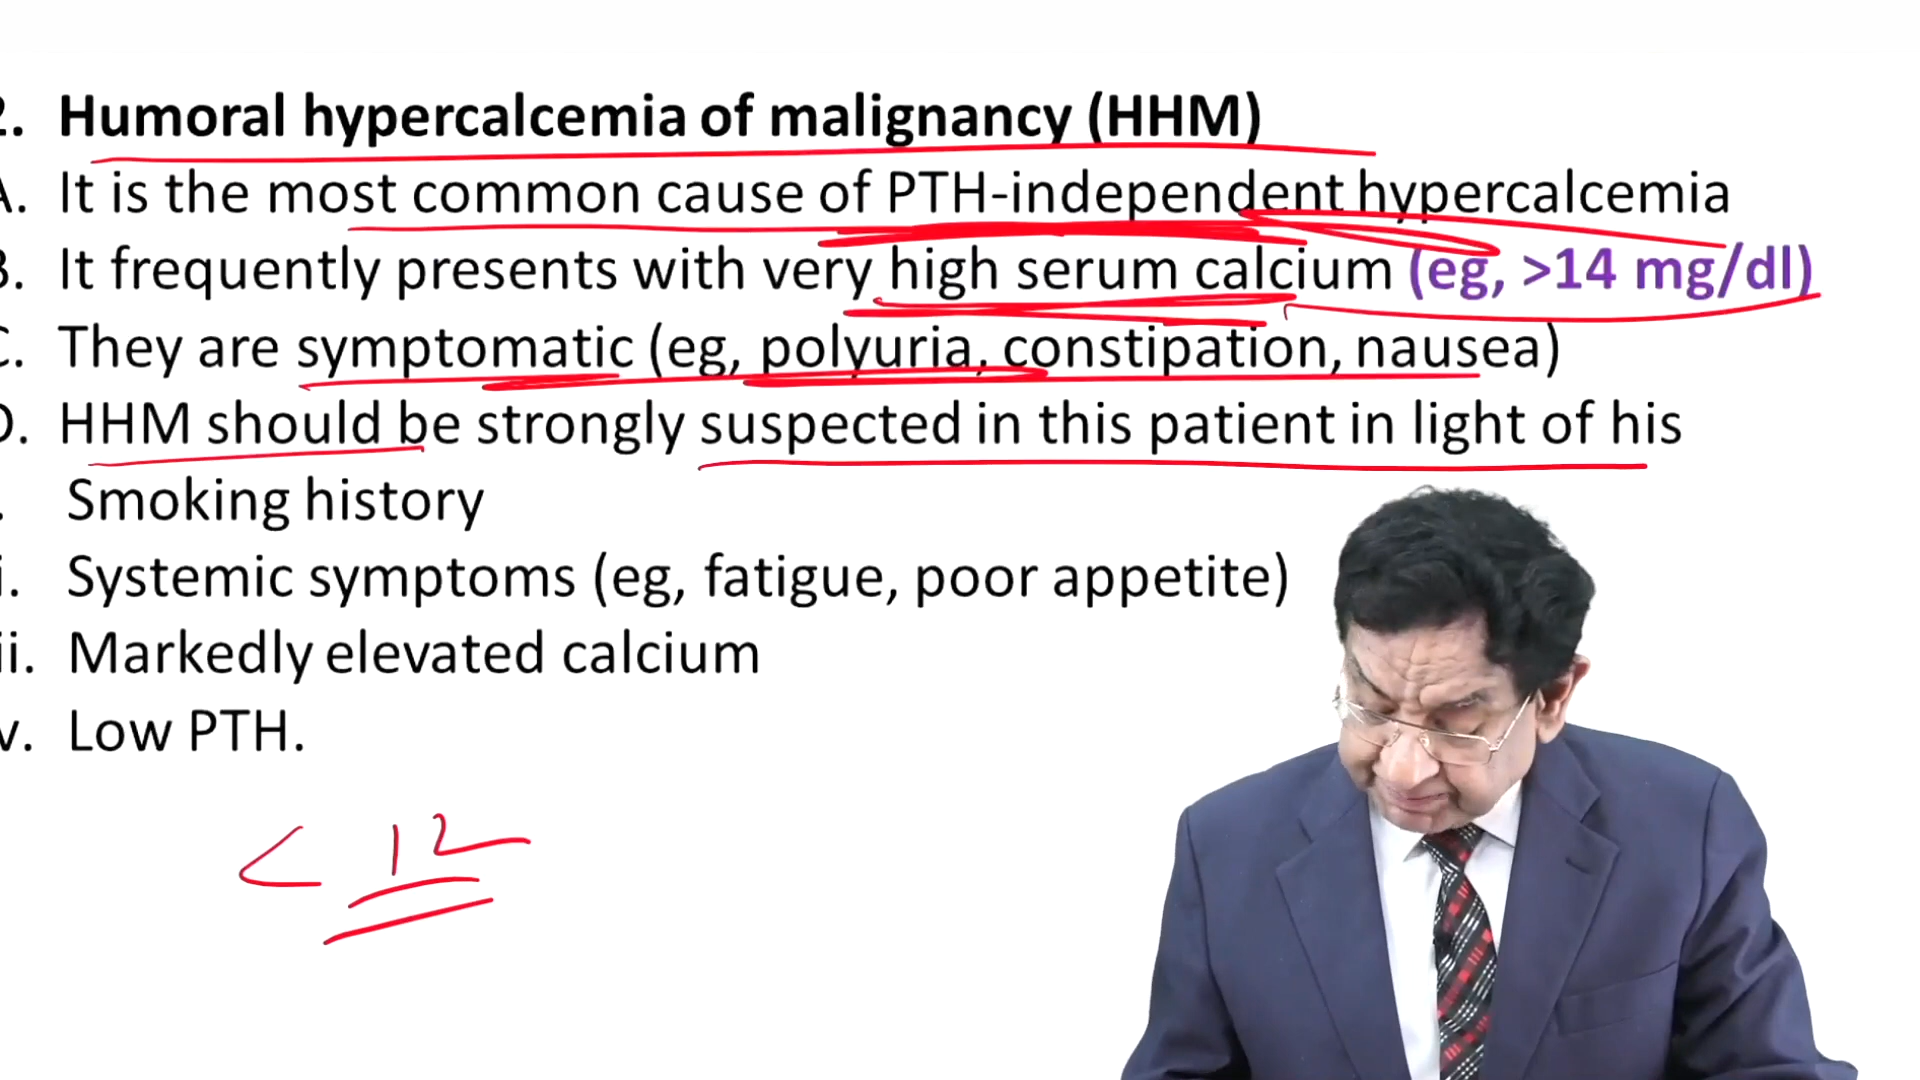 2. Humoral hypercalcemia of malignancy (HHM)
A. It is the most common cause of PTH-independent hypercalcemia
B. It frequently presents with very high serum calcium (eg, >14 mg/dl)
C. They are symptomatic (eg, polyuria, constipation, nausea)
D. HHM should be strongly suspected in this patient in light of his
. Smoking history
i. Systemic symptoms (eg, fatigue, poor appetite)
ii. Markedly elevated calcium
v. Low PTH.
< 12